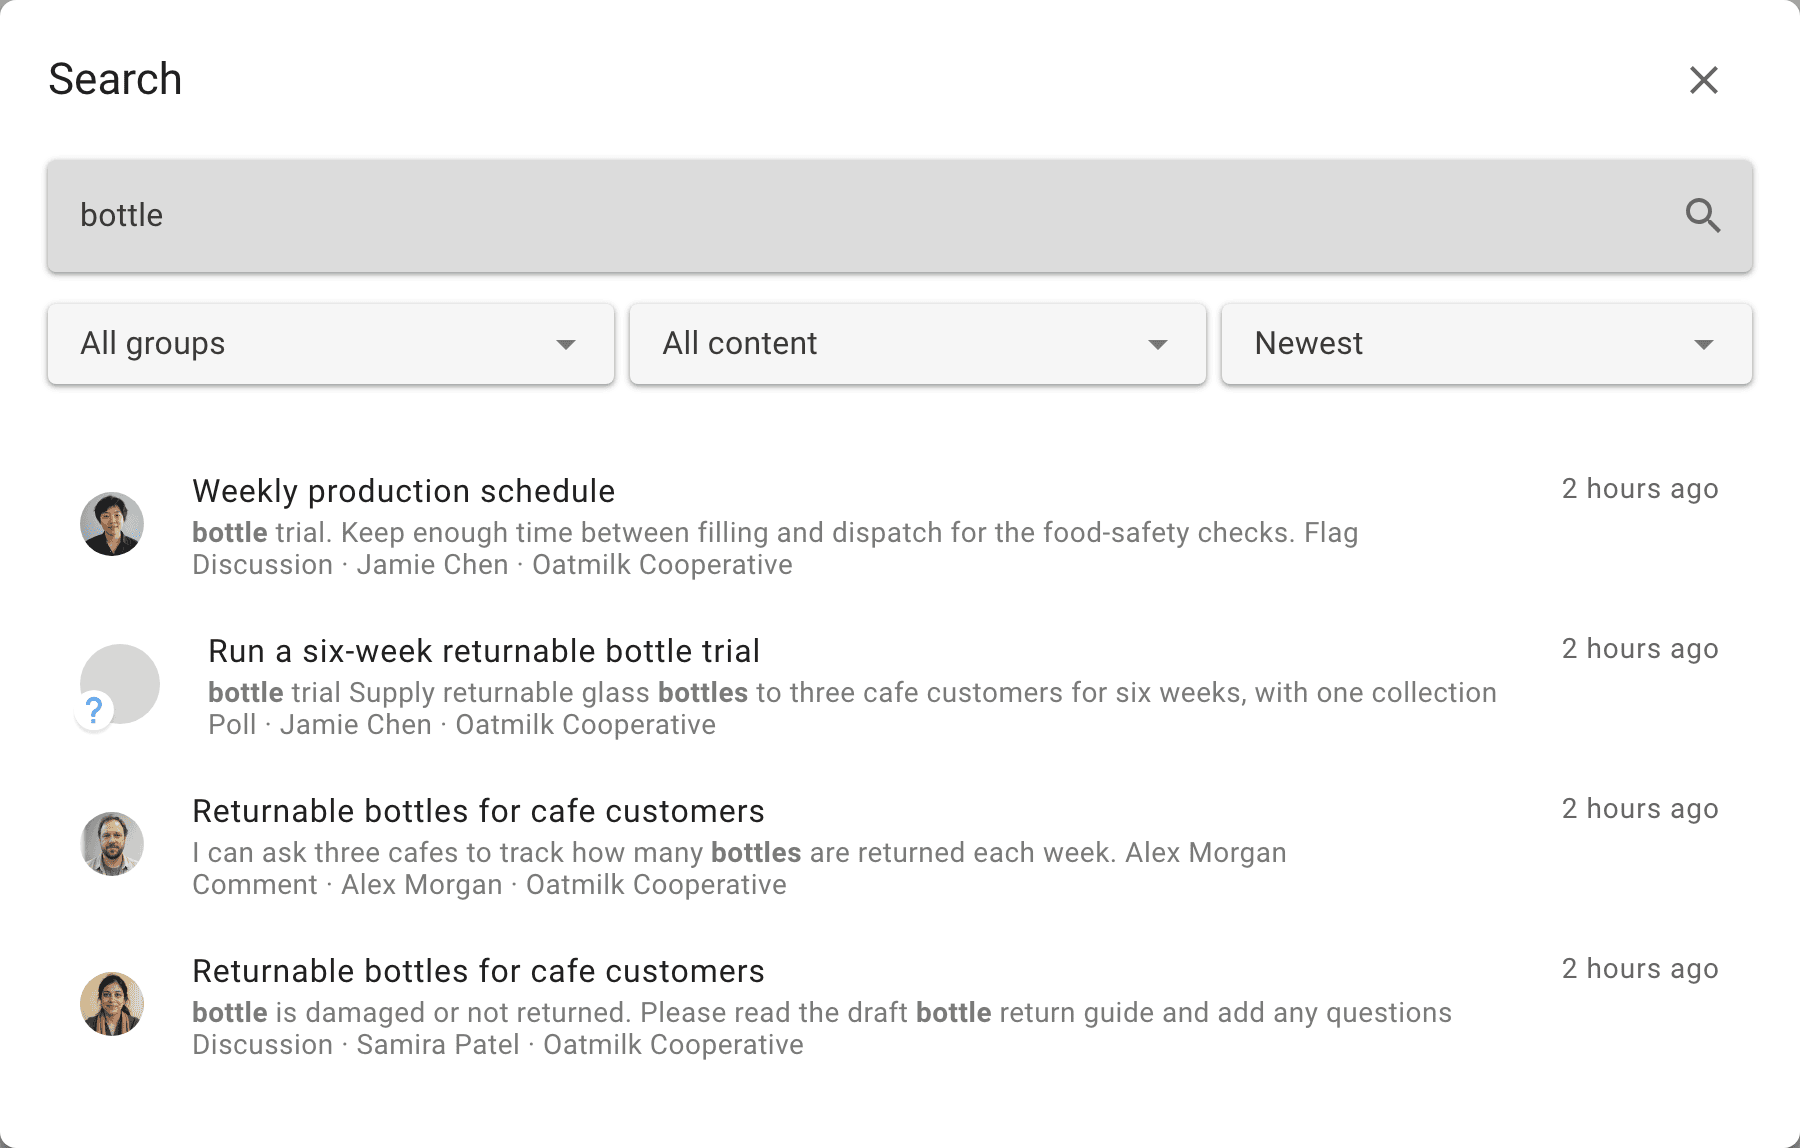 Search
bottle
All groups
All content
Newest
Weekly production schedule
2 hours ago
bottle trial. Keep enough time between filling and dispatch for the food-safety checks. Flag
Discussion · Jamie Chen · Oatmilk Cooperative
Run a six-week returnable bottle trial
2 hours ago
bottle trial Supply returnable glass bottles to three cafe customers for six weeks, with one collection
?
Poll · Jamie Chen · Oatmilk Cooperative
Returnable bottles for cafe customers
2 hours ago
I can ask three cafes to track how many bottles are returned each week. Alex Morgan
Comment · Alex Morgan · Oatmilk Cooperative
Returnable bottles for cafe customers
2 hours ago
bottle is damaged or not returned. Please read the draft bottle return guide and add any questions
Discussion · Samira Patel · Oatmilk Cooperative